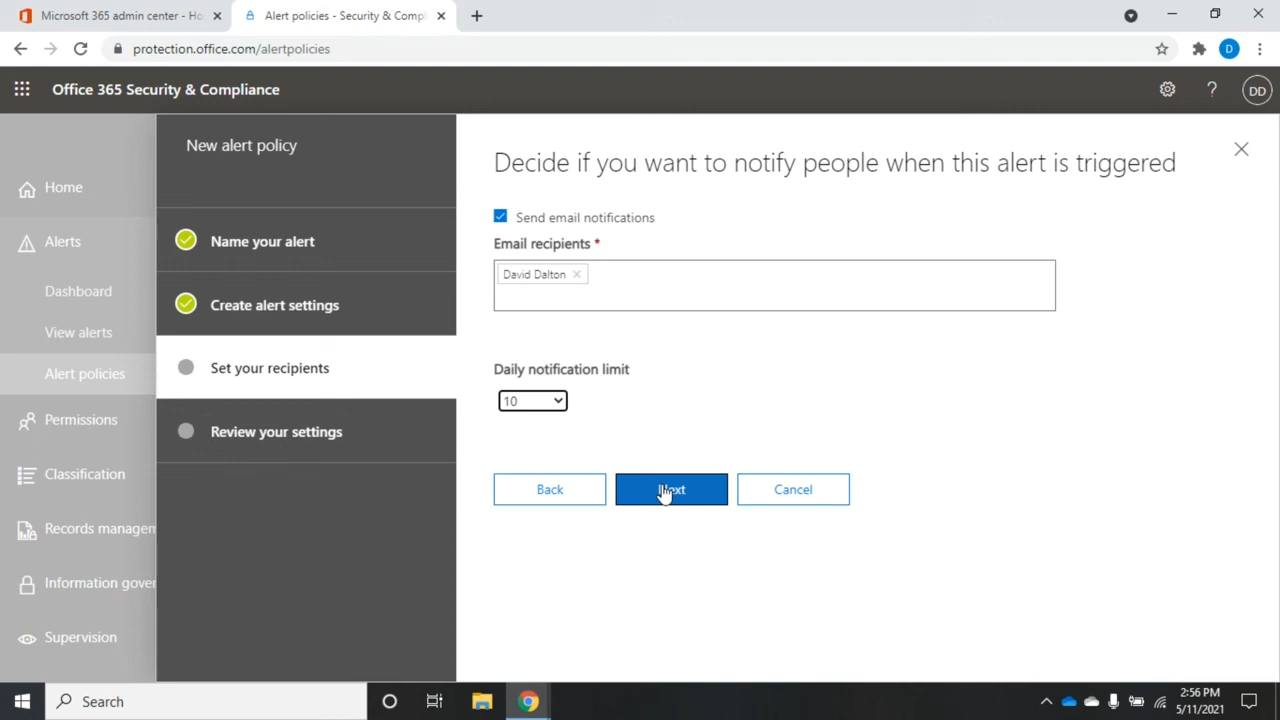 Microsoft 365 admin center - Ho
Alert policies - Security & Compl
protection.office.com/alertpolicies
D
Office 365 Security & Compliance
?
DD
Home
Alerts
Dashboard
View alerts
Alert policies
Permissions
Classification
Records managem
Information gover
Supervision
New alert policy
Name your alert
Create alert settings
Set your recipients
Review your settings
Decide if you want to notify people when this alert is triggered
Send email notifications
Email recipients *
David Dalton
Daily notification limit
10
Back
Next
Cancel
Search
2:56 PM
5/11/2021